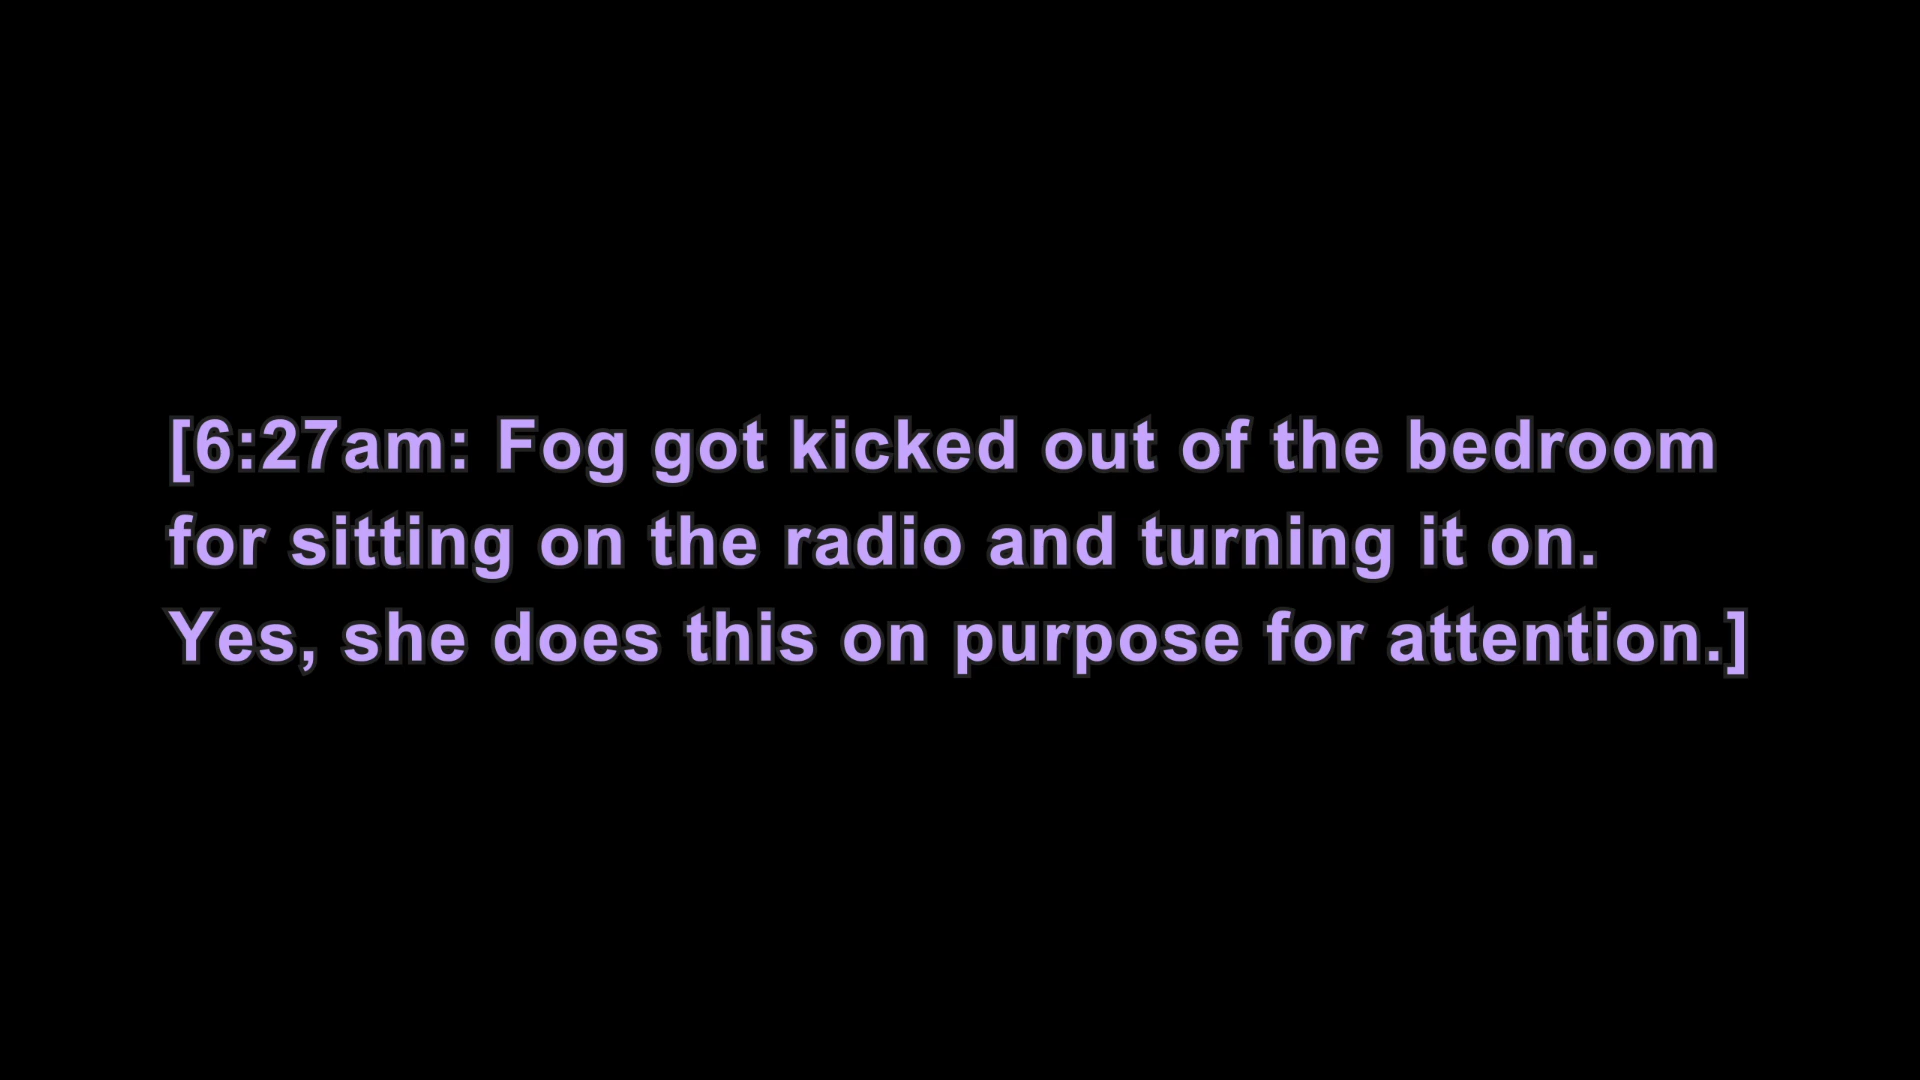 [6:27am: Fog got kicked out of the bedroom
for sitting on the radio and turning it on.
Yes, she does this on purpose for attention.]